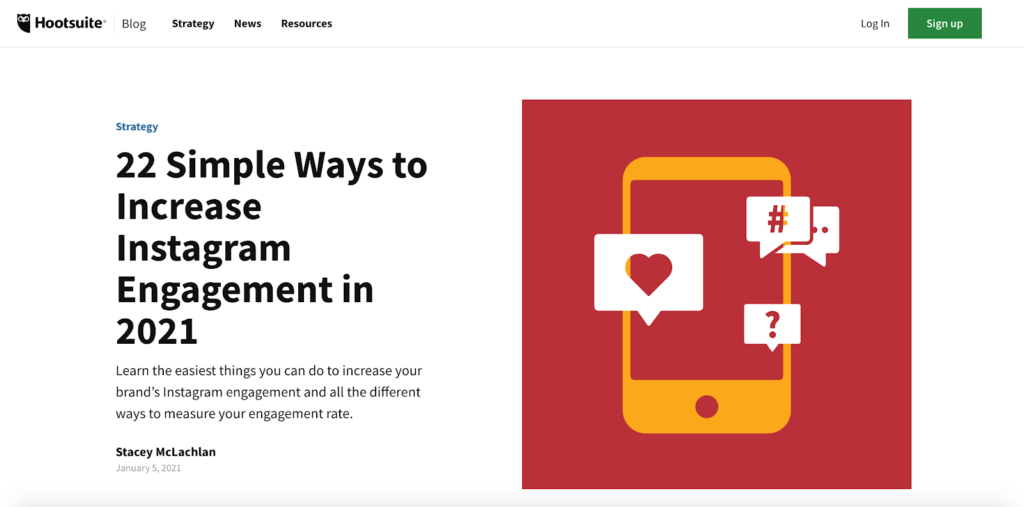 Hootsuite® Blog Strategy News Resources Log In Sign up
Strategy
22 Simple Ways to
Increase
Instagram
Engagement in
2021
Learn the easiest things you can do to increase your
brand’s Instagram engagement and all the different
ways to measure your engagement rate.
Stacey McLachlan
January 5, 2021
#
..
?